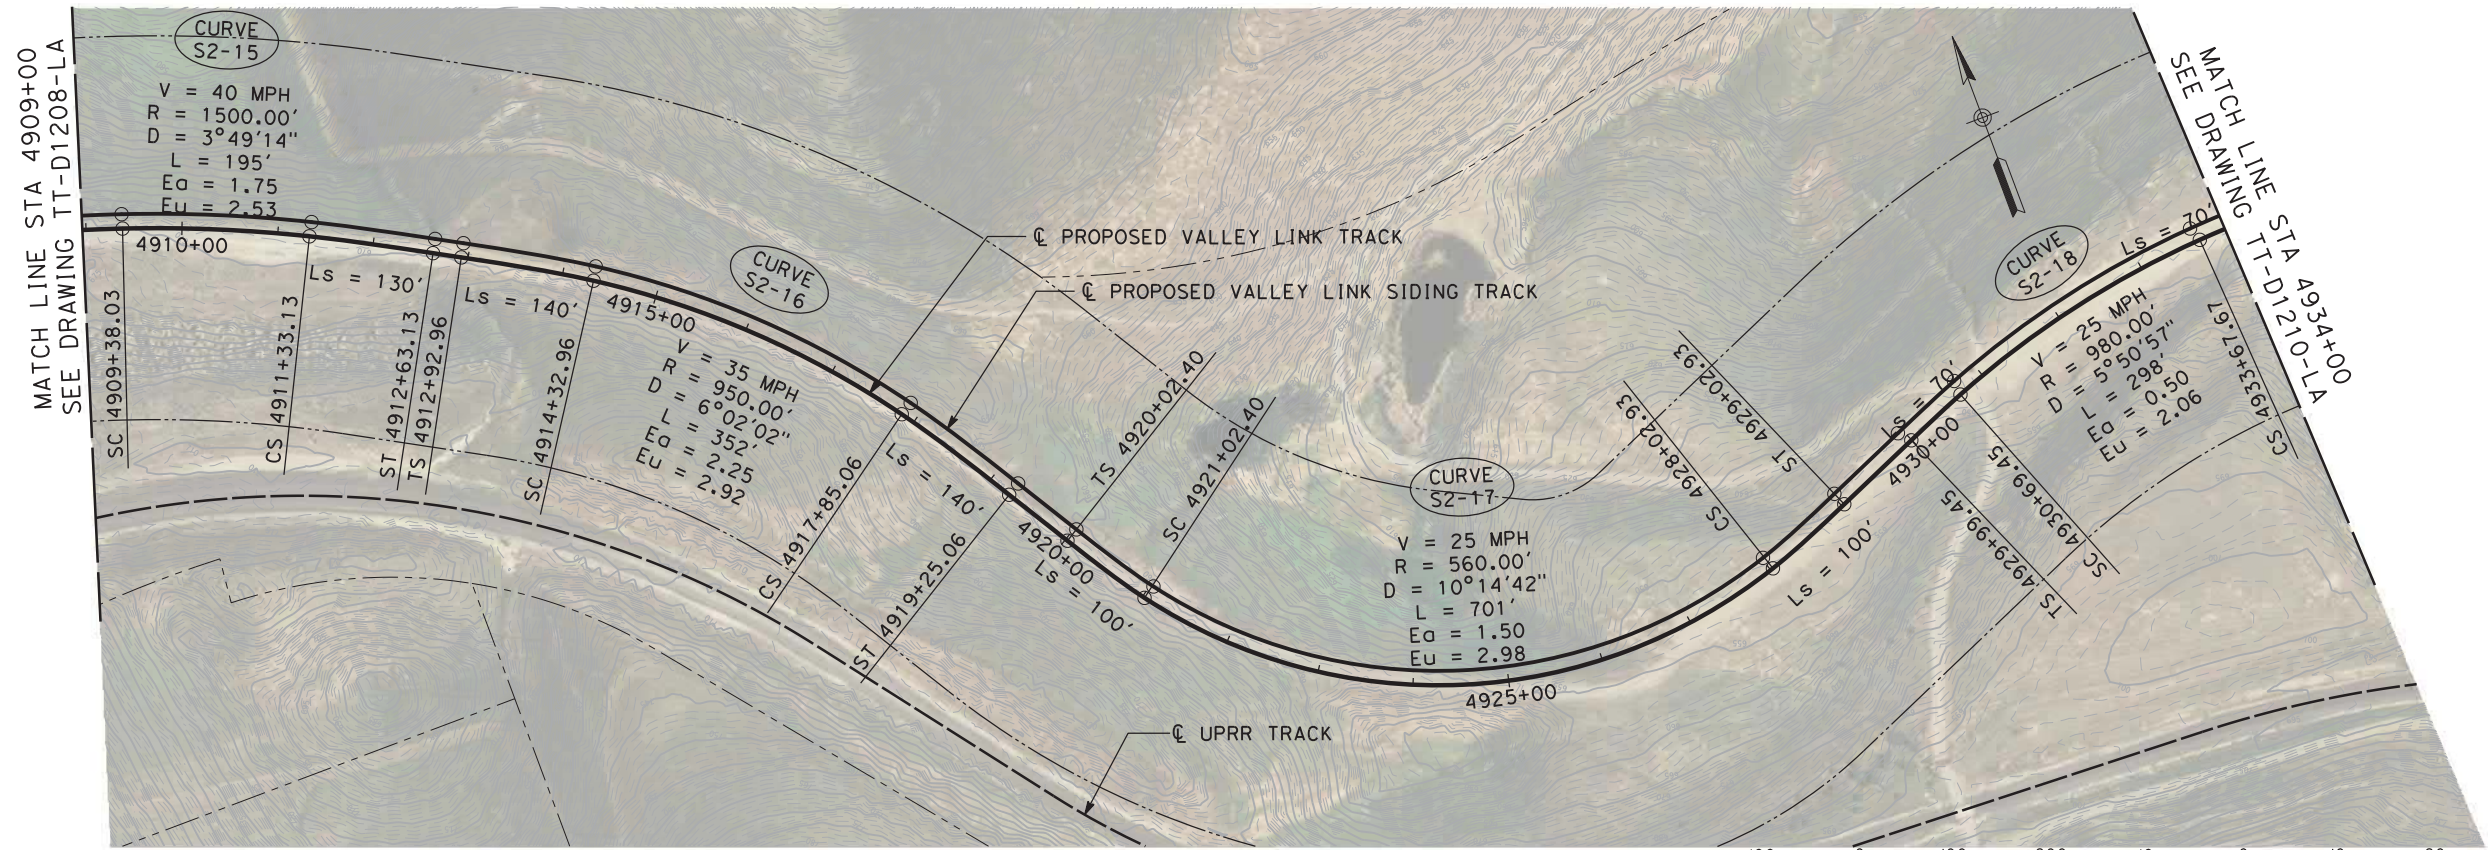 MATCH LINE STA 4909+00
SEE DRAWING TT-D1208-LA
CURVE
S2-15
V = 40 MPH
R = 1500.00'
D = 3°49'14"
L = 195'
Ea = 1.75
Eu = 2.53
4910+00
SC 4909+38.03
CS 4911+33.13
Ls = 130'
ST 4912+63.13
TS 4912+92.96
Ls = 140'
SC 4914+32.96
4915+00
CURVE
S2-16
V = 35 MPH
R = 950.00'
D = 6°02'02"
L = 352'
Ea = 2.25
Eu = 2.92
CS 4917+85.06
Ls = 140'
ST 4919+25.06
℄ PROPOSED VALLEY LINK TRACK
℄ PROPOSED VALLEY LINK SIDING TRACK
TS 4920+02.40
4920+00
Ls = 100'
SC 4921+02.40
CURVE
S2-17
V = 25 MPH
R = 560.00'
D = 10°14'42"
L = 701'
Ea = 1.50
Eu = 2.98
4925+00
℄ UPRR TRACK
CS 4928+02.93
ST 4929+02.93
Ls = 100'
Ls = 70'
4930+00
TS 4929+99.45
SC 4930+69.45
CURVE
S2-18
V = 25 MPH
R = 980.00'
D = 5°50'57"
L = 298'
Ea = 0.50
Eu = 2.06
Ls = 70'
CS 4933+67.67
MATCH LINE STA 4934+00
SEE DRAWING TT-D1210-LA